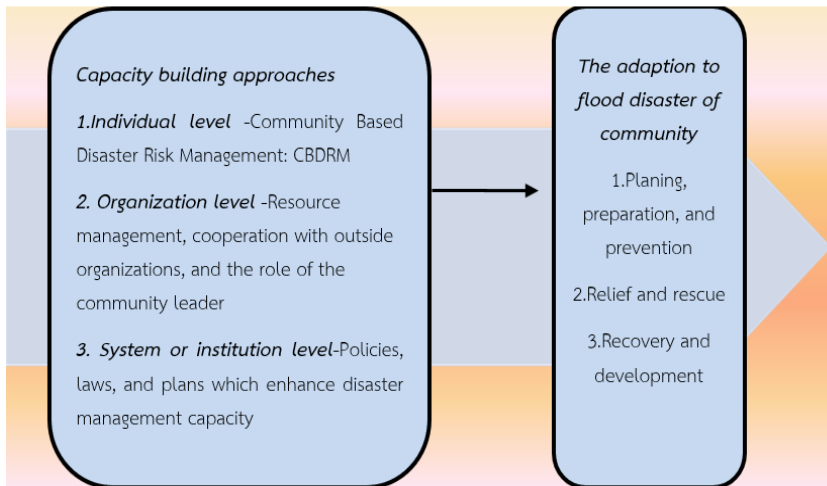 Capacity building approaches
1.Individual level -Community Based
Disaster Risk Management: CBDRM
2. Organization level -Resource
management, cooperation with outside
organizations, and the role of the
community leader
3. System or institution level-Policies,
laws, and plans which enhance disaster
management capacity
The adaption to
flood disaster of
community
1.Planing,
preparation, and
prevention
2.Relief and rescue
3.Recovery and
development